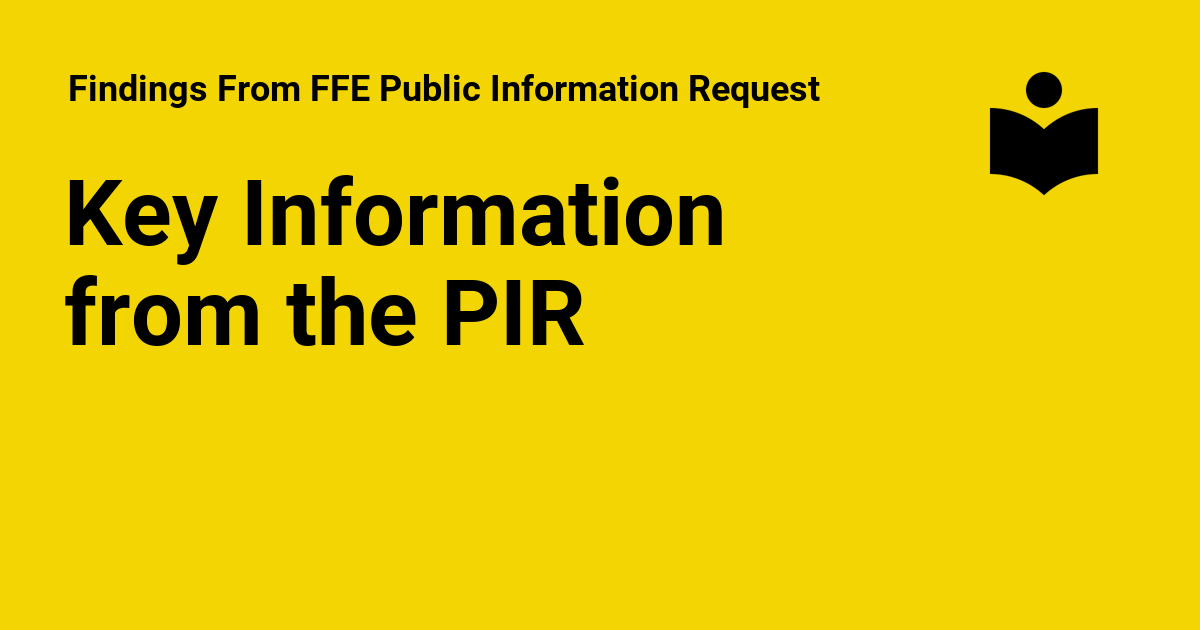 Findings From FFE Public Information Request
Key Information
from the PIR